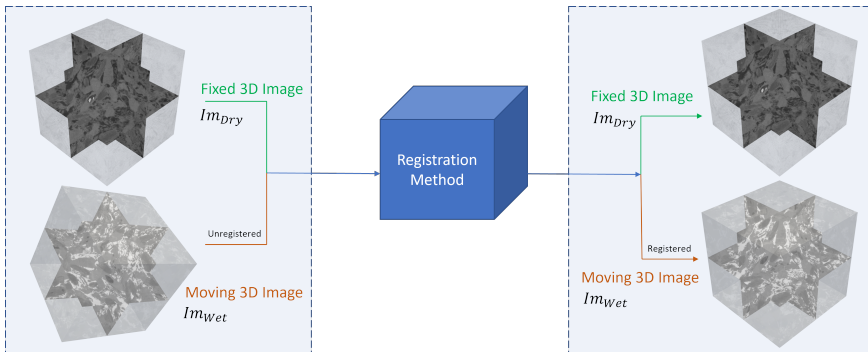 Fixed 3D Image
Im_Dry
Unregistered
Moving 3D Image
Im_Wet
Registration
Method
Fixed 3D Image
Im_Dry
Registered
Moving 3D Image
Im_Wet